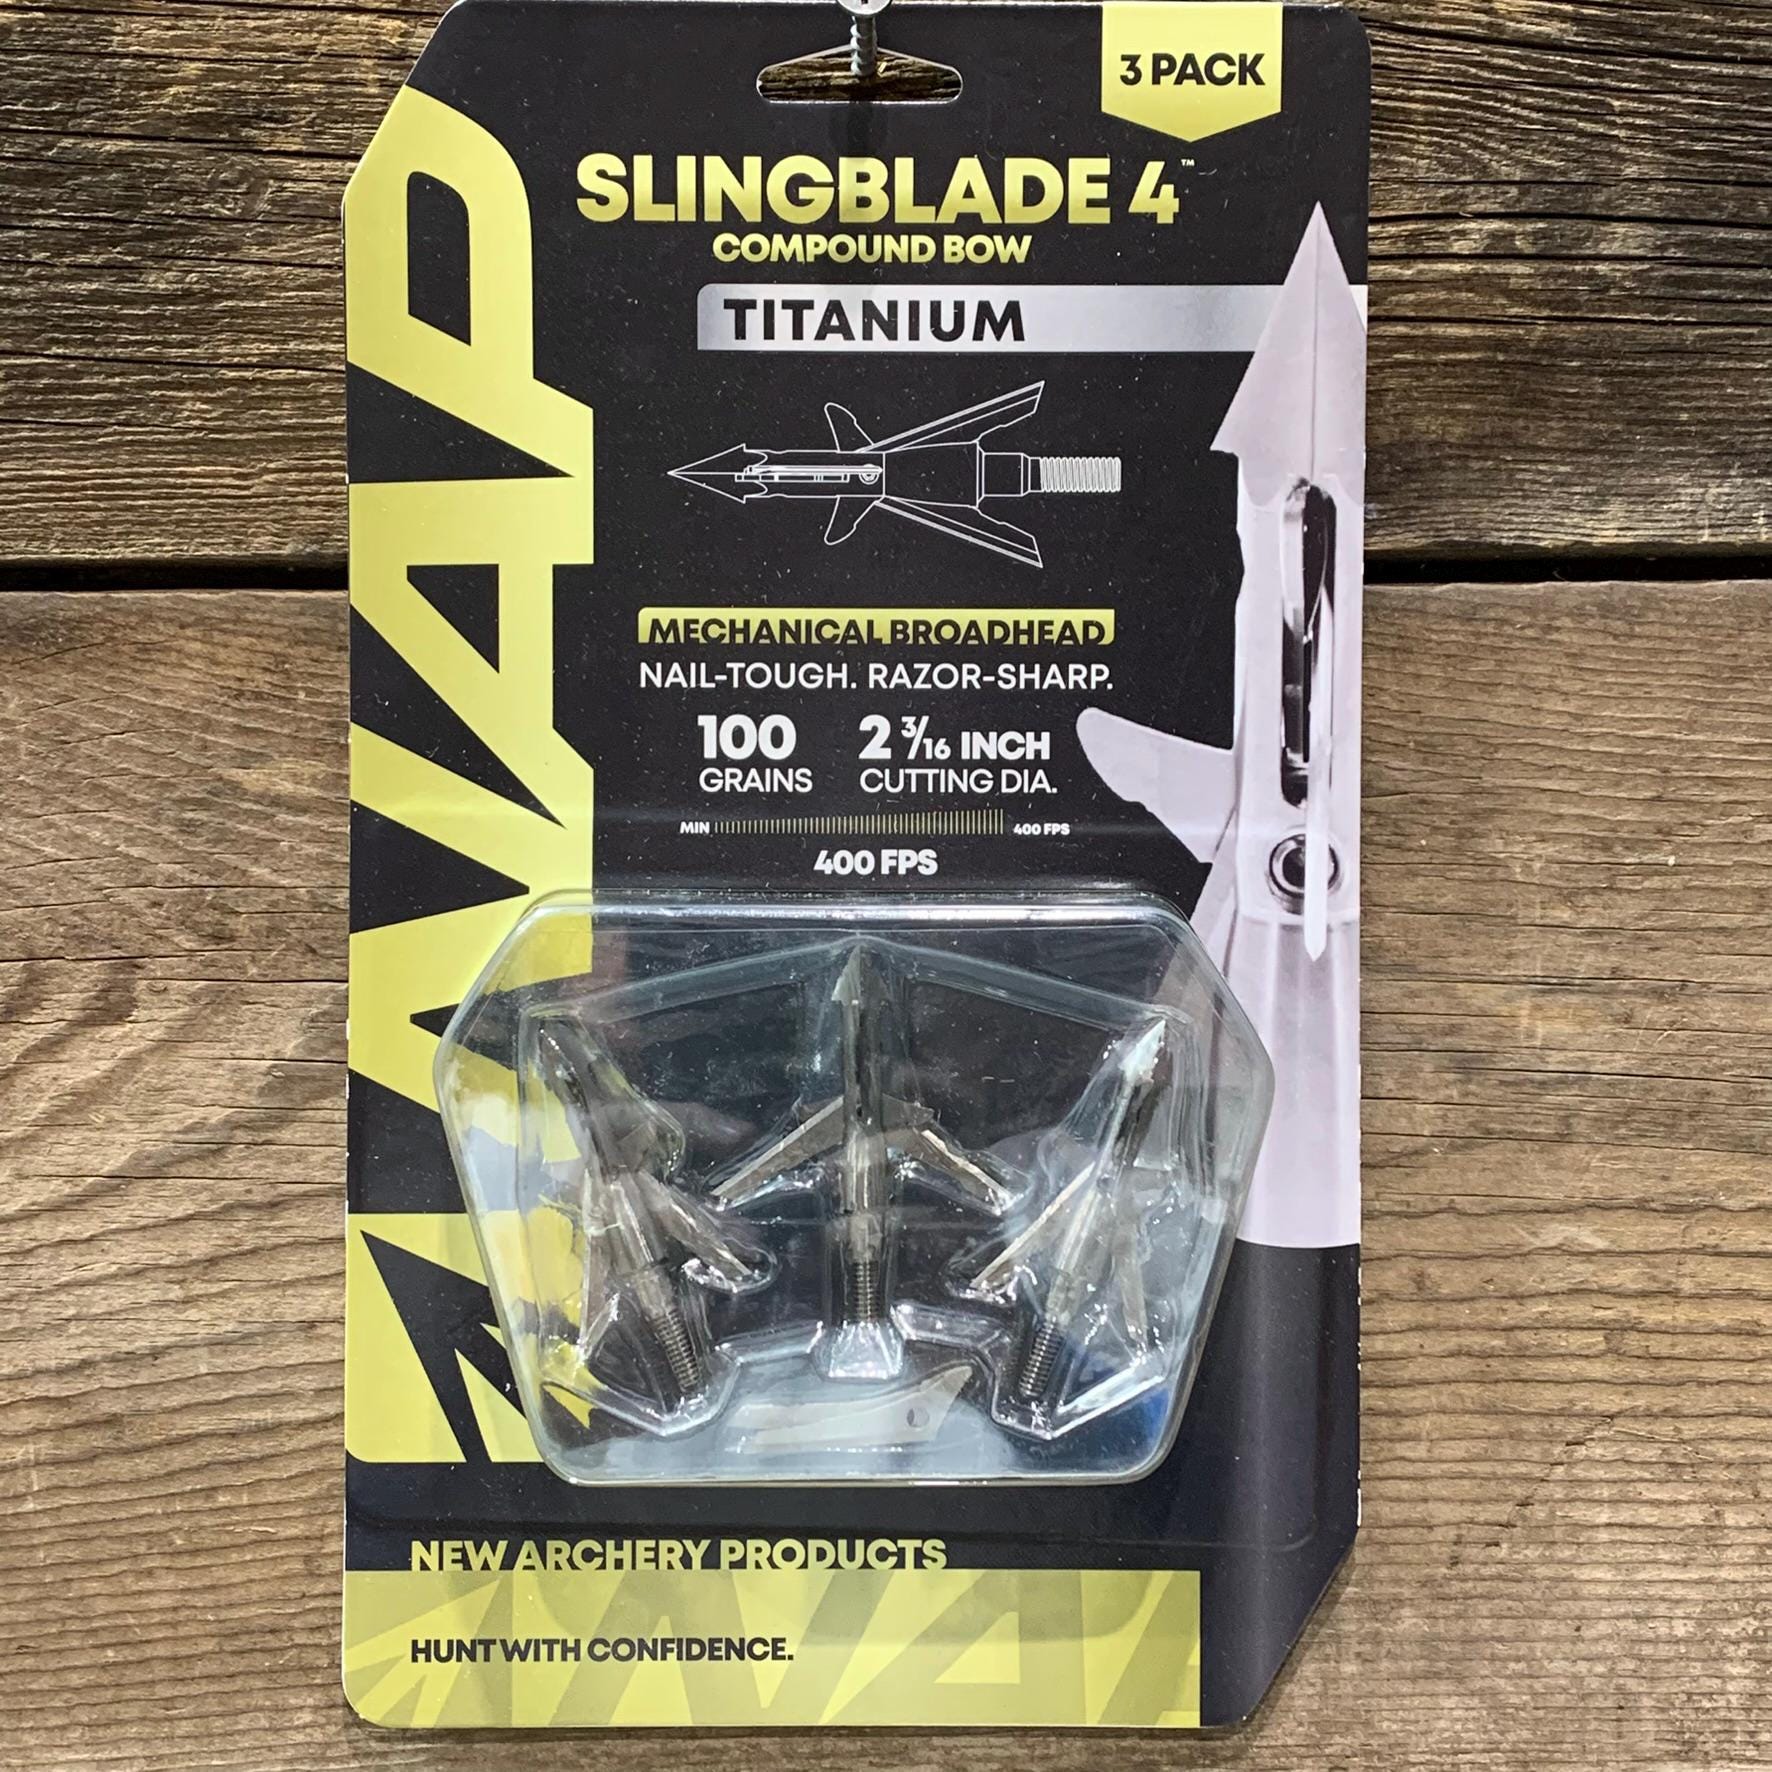 3 PACK
NAP
SLINGBLADE 4™
COMPOUND BOW
TITANIUM
MECHANICAL BROADHEAD
NAIL-TOUGH. RAZOR-SHARP.
100 2 3/16 INCH
GRAINS CUTTING DIA.
MIN 400 FPS
400 FPS
NEW ARCHERY PRODUCTS
HUNT WITH CONFIDENCE.